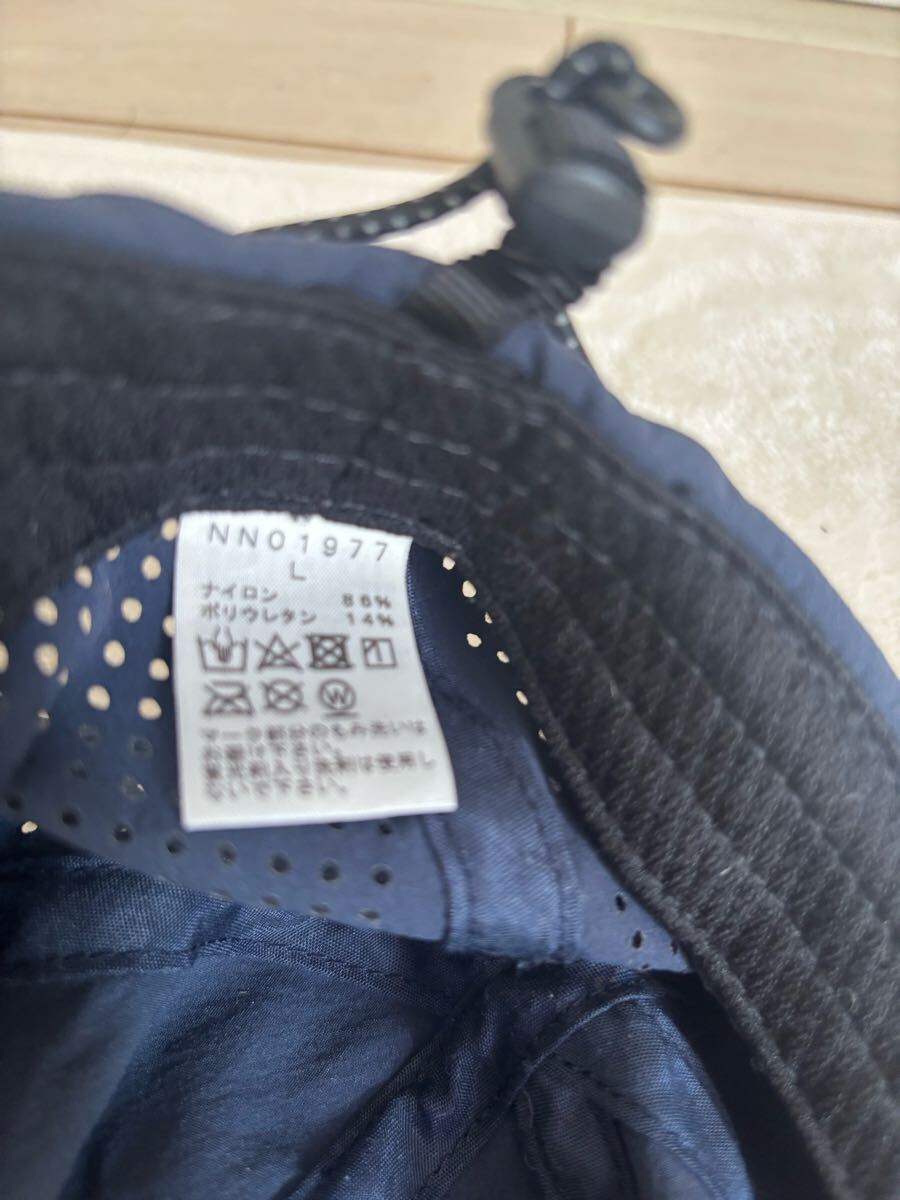 NN01977
L
ナイロン 86%
ポリウレタン 14%
W
マーク部分のもみ洗いは
お避け下さい。
蛍光剤入り洗剤は使用し
ないで下さい。